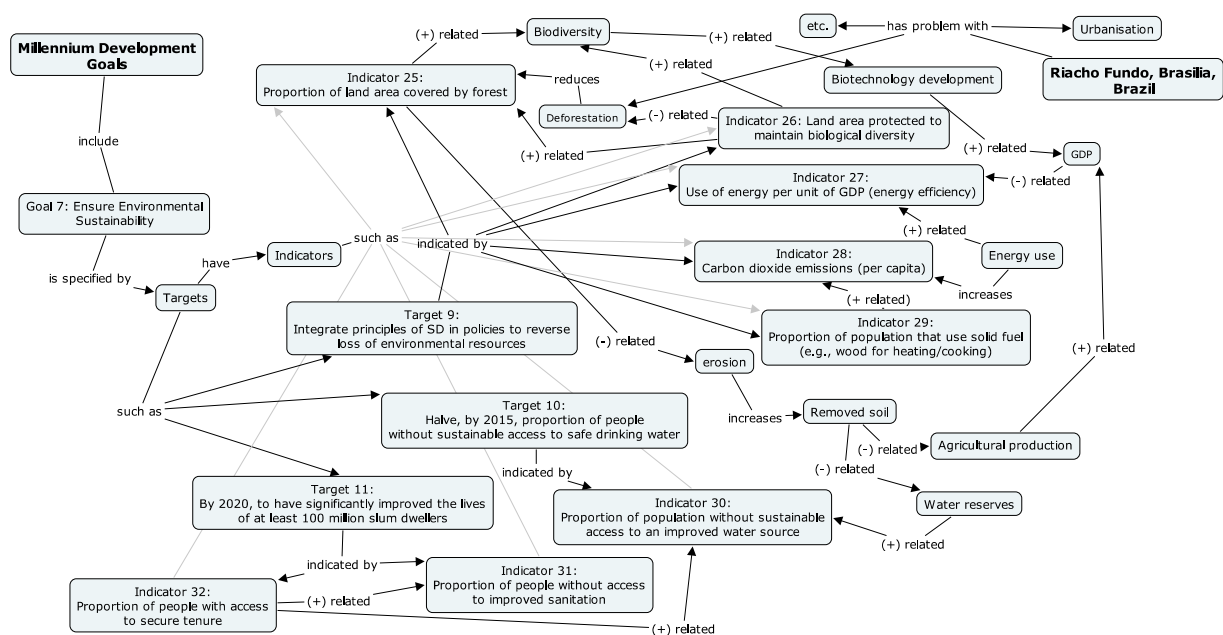 etc.
has problem with
Urbanisation
Millennium Development
Goals
(+) related
Biodiversity
(+) related
Riacho Fundo, Brasilia,
Brazil
Indicator 25:
Proportion of land area covered by forest
reduces
(+) related
Biotechnology development
Deforestation
(-) related
Indicator 26: Land area protected to
maintain biological diversity
include
(+) related
(+) related
GDP
Indicator 27:
Use of energy per unit of GDP (energy efficiency)
(-) related
Goal 7: Ensure Environmental
Sustainability
such as
indicated by
(+) related
have
Indicators
Indicator 28:
Carbon dioxide emissions (per capita)
Energy use
is specified by
Targets
increases
(+ related)
Target 9:
Integrate principles of SD in policies to reverse
loss of environmental resources
Indicator 29:
Proportion of population that use solid fuel
(e.g., wood for heating/cooking)
(-) related
erosion
(+) related
such as
Target 10:
Halve, by 2015, proportion of people
without sustainable access to safe drinking water
increases
Removed soil
(-) related
Agricultural production
indicated by
(-) related
Target 11:
By 2020, to have significantly improved the lives
of at least 100 million slum dwellers
Indicator 30:
Proportion of population without sustainable
access to an improved water source
Water reserves
(+) related
indicated by
Indicator 31:
Proportion of people without access
to improved sanitation
Indicator 32:
Proportion of people with access
to secure tenure
(+) related
(+) related